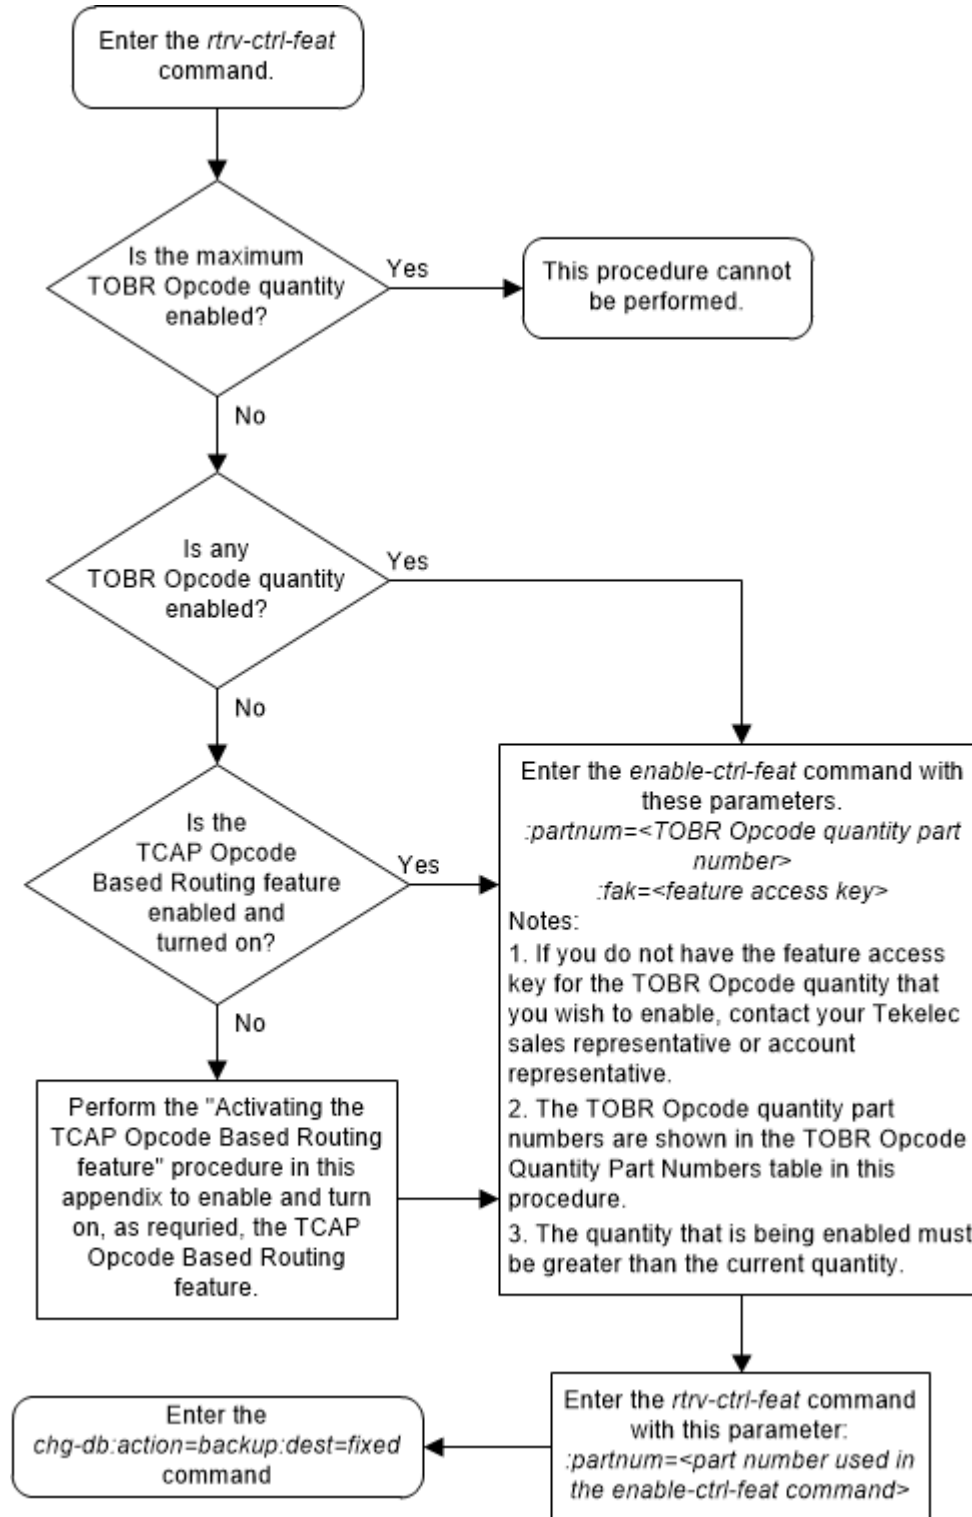 Enter the rtrv-ctrl-feat
command.
Is the maximum
TOBR Opcode quantity
enabled?
Yes
This procedure cannot
be performed.
No
Is any
TOBR Opcode quantity
enabled?
Yes
No
Is the
TCAP Opcode
Based Routing feature
enabled and
turned on?
Yes
No
Perform the "Activating the
TCAP Opcode Based Routing
feature" procedure in this
appendix to enable and turn
on, as requried, the TCAP
Opcode Based Routing
feature.
Enter the enable-ctrl-feat command with
these parameters.
:partnum=<TOBR Opcode quantity part
number>
:fak=<feature access key>
Notes:
1. If you do not have the feature access
key for the TOBR Opcode quantity that
you wish to enable, contact your Tekelec
sales representative or account
representative.
2. The TOBR Opcode quantity part
numbers are shown in the TOBR Opcode
Quantity Part Numbers table in this
procedure.
3. The quantity that is being enabled must
be greater than the current quantity.
Enter the rtrv-ctrl-feat command
with this parameter:
:partnum=<part number used in
the enable-ctrl-feat command>
Enter the
chg-db:action=backup:dest=fixed
command